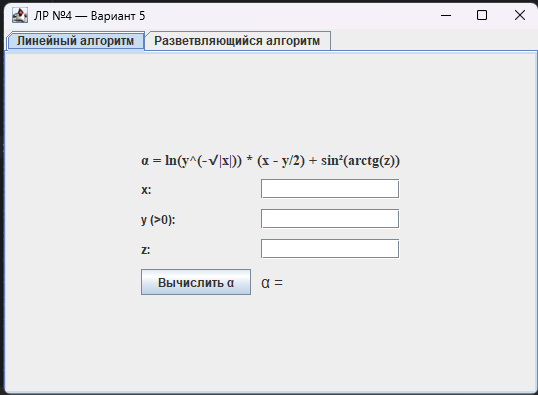 ЛР №4 — Вариант 5
Линейный алгоритм Разветвляющийся алгоритм
α = ln(y^(-√|x|)) * (x - y/2) + sin²(arctg(z))
x:
y (>0):
z:
Вычислить α α =